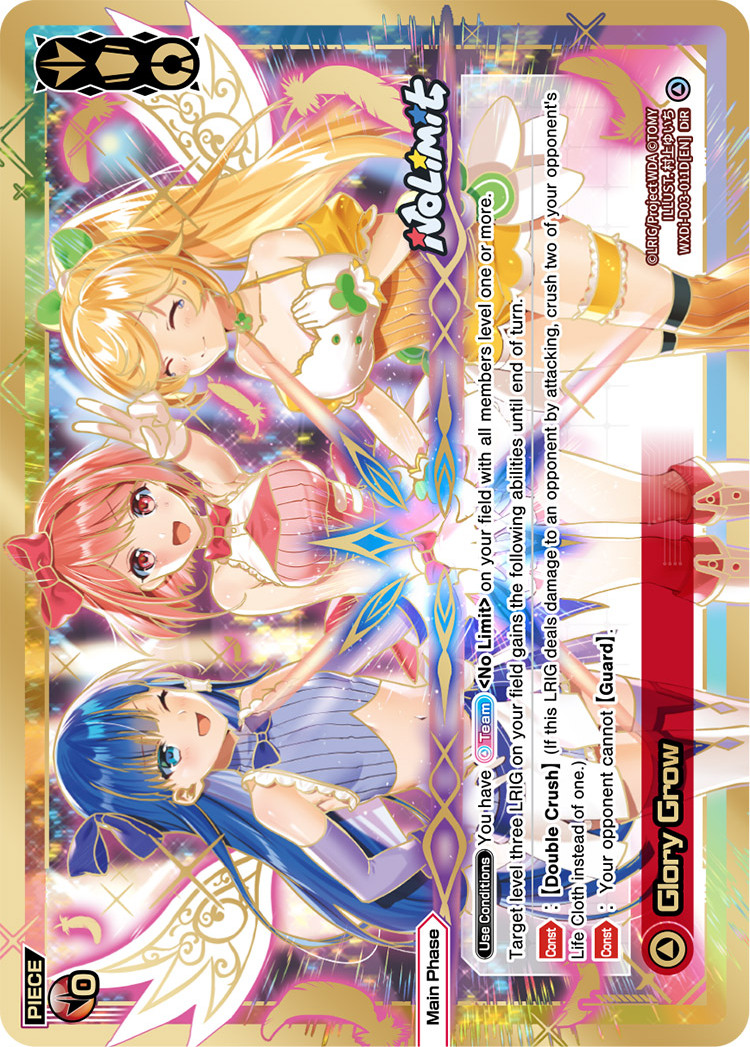 PIECE
0
No Limit
Main Phase
Use Conditions You have Team <No Limit> on your field with all members level one or more.
Target level three LRIG on your field gains the following abilities until end of turn.
Const : [Double Crush] (If this LRIG deals damage to an opponent by attacking, crush two of your opponent's
Life Cloth instead of one.)
Const : Your opponent cannot [Guard].
Glory Grow
©LRIG/Project WDA ©TOMY
WXDi-D03-011D[EN] DiR